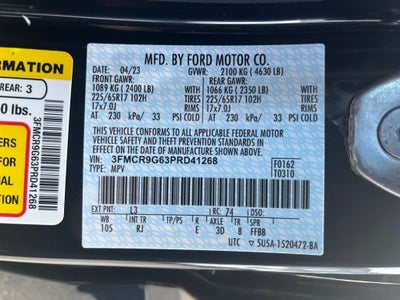 MFD. BY FORD MOTOR CO.
DATE: 04/23 GVWR: 2100 KG ( 4630 LB)
FRONT GAWR: REAR GAWR:
1089 KG ( 2400 LB) 1066 KG ( 2350 LB)
225/65R17 102H TIRES 225/65R17 102H
17x7.0J RIMS 17x7.0J
AT 230 kPa/ 33 PSI COLD AT 230 kPa/ 33 PSI COLD
THIS VEHICLE CONFORMS TO ALL APPLICABLE FEDERAL MOTOR
VEHICLE SAFETY AND THEFT PREVENTION STANDARDS IN
EFFECT ON THE DATE OF MANUFACTURE SHOWN ABOVE.
VIN: 3FMCR9G63PRD41268 F0162
TYPE: MPV T0310
EXT PNT: L3 RC: 74 DSO:
WB INT TR TP/PS R AXLE TR SPR
105 RJ E 3D 8 FFBB
UTC 5U5A-1520472-BA
ORMATION
REAR: 3
0 lbs.
3FMCR9G63PRD41268